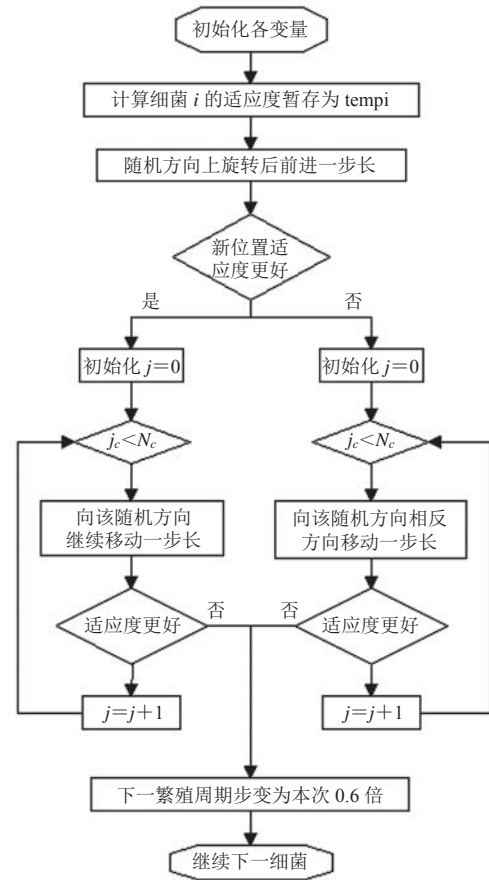 初始化各变量
计算细菌 i 的适应度暂存为 tempi
随机方向上旋转后前进一步长
新位置适
应度更好
是
否
初始化 j=0
初始化 j=0
j_c<N_c
j_c<N_c
向该随机方向
继续移动一步长
向该随机方向相反
方向移动一步长
否
否
适应度更好
适应度更好
j=j+1
j=j+1
下一繁殖周期步变为本次 0.6 倍
继续下一细菌